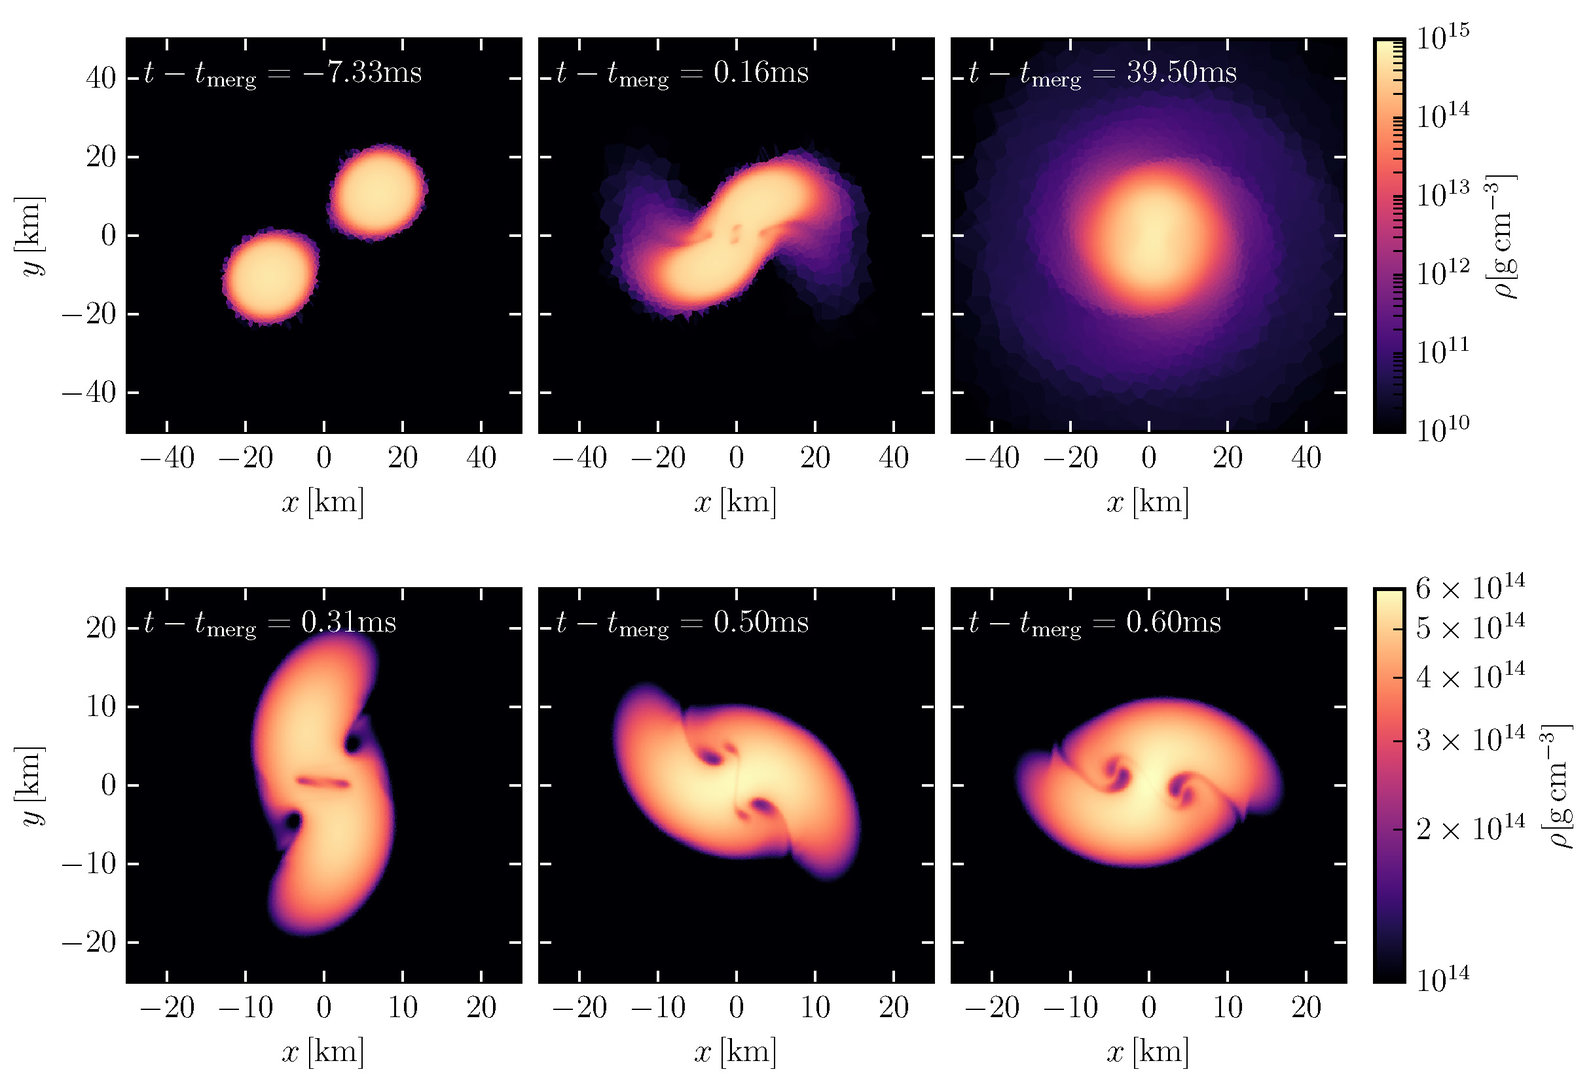 t − t_merg = −7.33ms
t − t_merg = 0.16ms
t − t_merg = 39.50ms
40
20
0
−20
−40
y [km]
−40 −20 0 20 40
−40 −20 0 20 40
−40 −20 0 20 40
x [km]
x [km]
x [km]
10^15
10^14
10^13
10^12
10^11
10^10
ρ[g cm^−3]
t − t_merg = 0.31ms
t − t_merg = 0.50ms
t − t_merg = 0.60ms
20
10
0
−10
−20
y [km]
−20 −10 0 10 20
−20 −10 0 10 20
−20 −10 0 10 20
x [km]
x [km]
x [km]
6 × 10^14
5 × 10^14
4 × 10^14
3 × 10^14
2 × 10^14
10^14
ρ[g cm^−3]